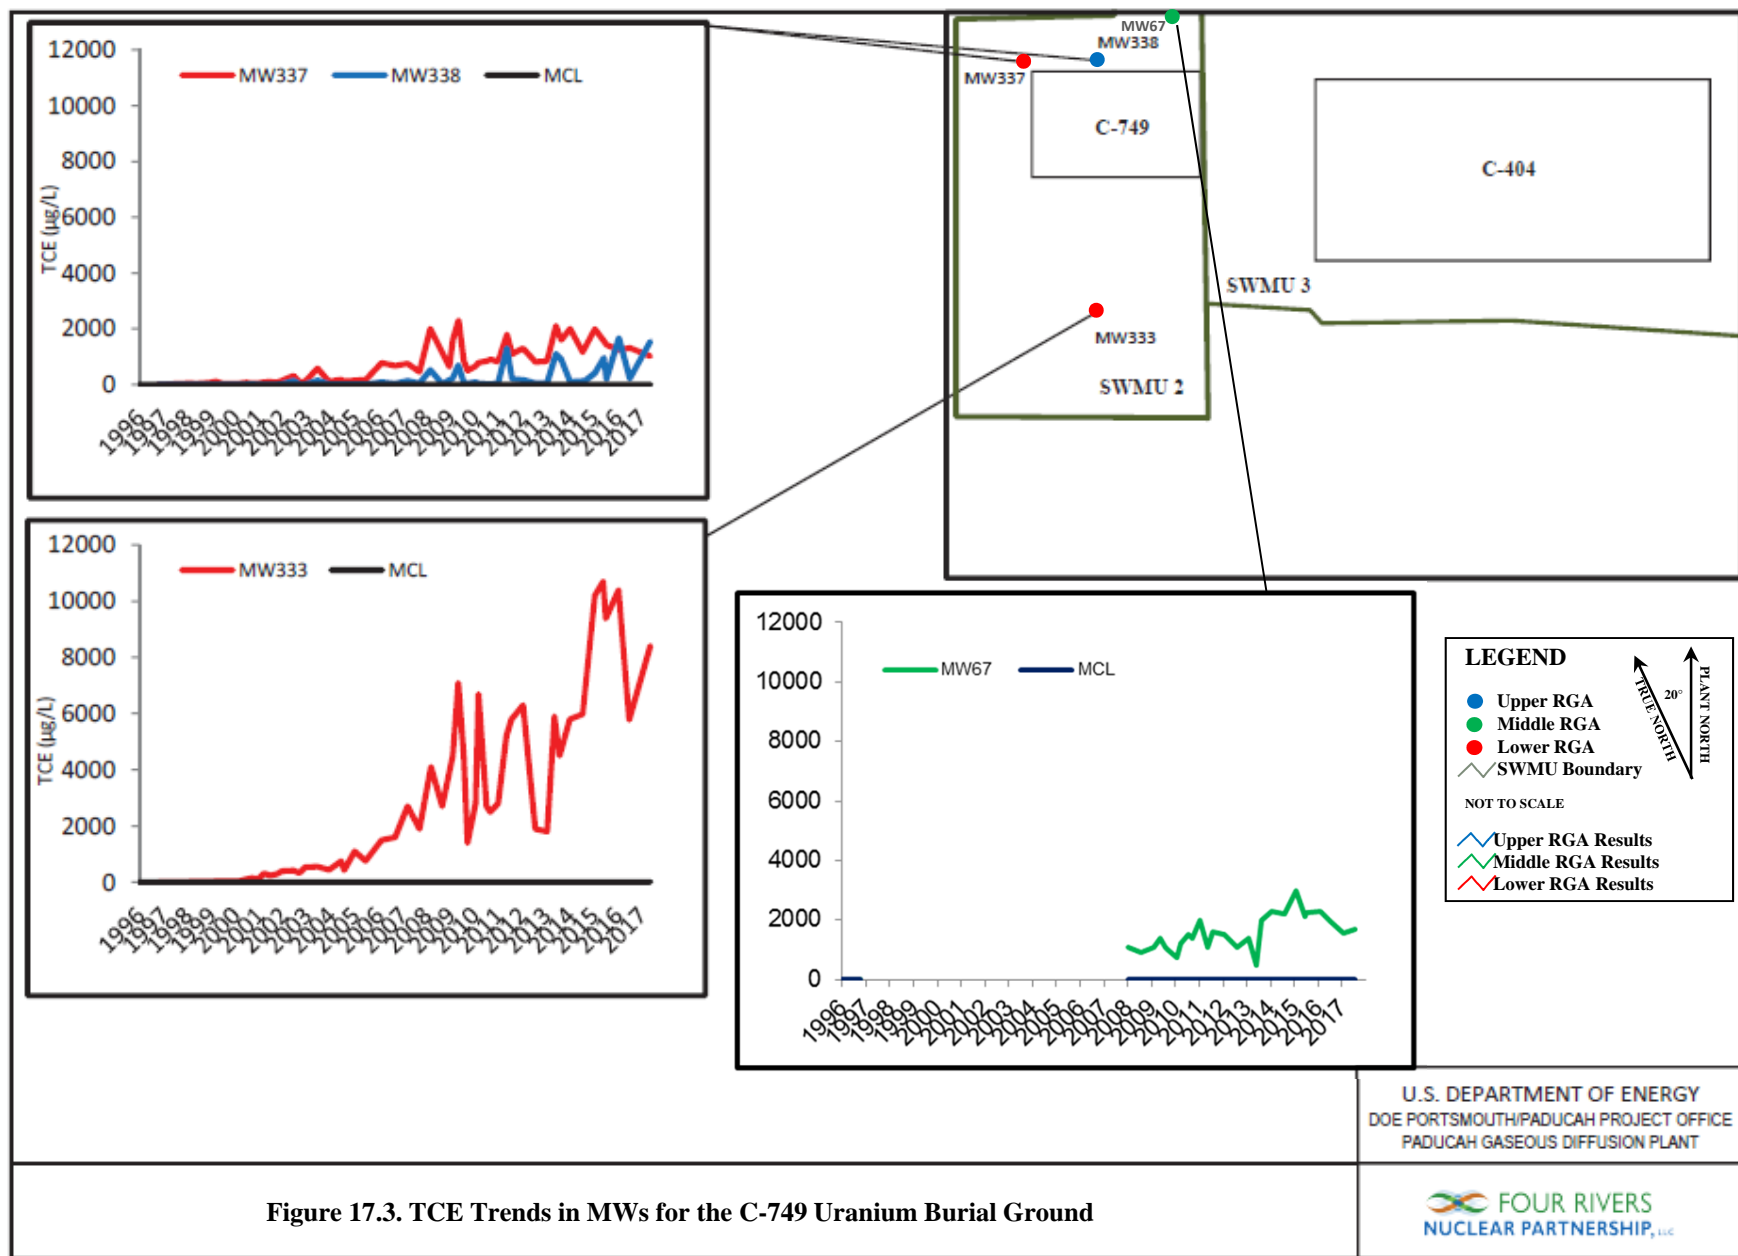 12000
10000
8000
6000
4000
2000
0
TCE (µg/L)
MW337 MW338 MCL
1996 1997 1998 1999 2000 2001 2002 2003 2004 2005 2006 2007 2008 2009 2010 2011 2012 2013 2014 2015 2016 2017
MW67
MW338
MW337
C-749
C-404
SWMU 3
MW333
SWMU 2
12000
10000
8000
6000
4000
2000
0
TCE (µg/L)
MW333 MCL
1996 1997 1998 1999 2000 2001 2002 2003 2004 2005 2006 2007 2008 2009 2010 2011 2012 2013 2014 2015 2016 2017
12000
10000
8000
6000
4000
2000
0
MW67 MCL
1996 1997 1998 1999 2000 2001 2002 2003 2004 2005 2006 2007 2008 2009 2010 2011 2012 2013 2014 2015 2016 2017
LEGEND
Upper RGA
Middle RGA
Lower RGA
SWMU Boundary
TRUE NORTH
20°
PLANT NORTH
NOT TO SCALE
Upper RGA Results
Middle RGA Results
Lower RGA Results
U.S. DEPARTMENT OF ENERGY
DOE PORTSMOUTH/PADUCAH PROJECT OFFICE
PADUCAH GASEOUS DIFFUSION PLANT
Figure 17.3. TCE Trends in MWs for the C-749 Uranium Burial Ground
FOUR RIVERS
NUCLEAR PARTNERSHIP, LLC